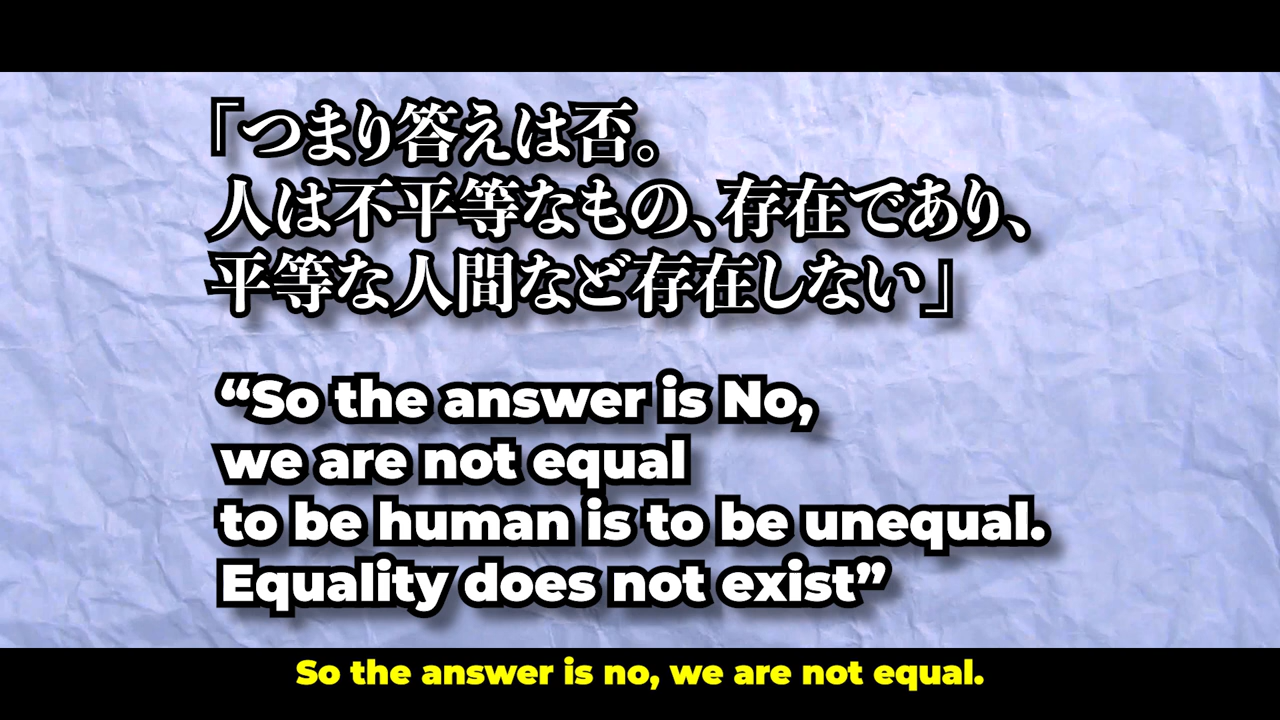 「つまり答えは否。
人は不平等なもの、存在であり、
平等な人間など存在しない」
“So the answer is No,
we are not equal
to be human is to be unequal.
Equality does not exist”
So the answer is no, we are not equal.